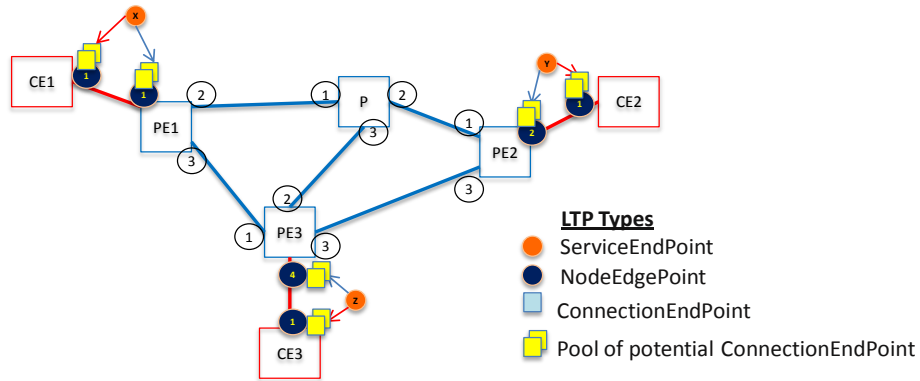 X
CE1
1
1
2
PE1
3
1
P
2
3
Y
1
CE2
2
1
PE2
3
2
1
PE3
3
4
Z
1
CE3
LTP Types
ServiceEndPoint
NodeEdgePoint
ConnectionEndPoint
Pool of potential ConnectionEndPoint